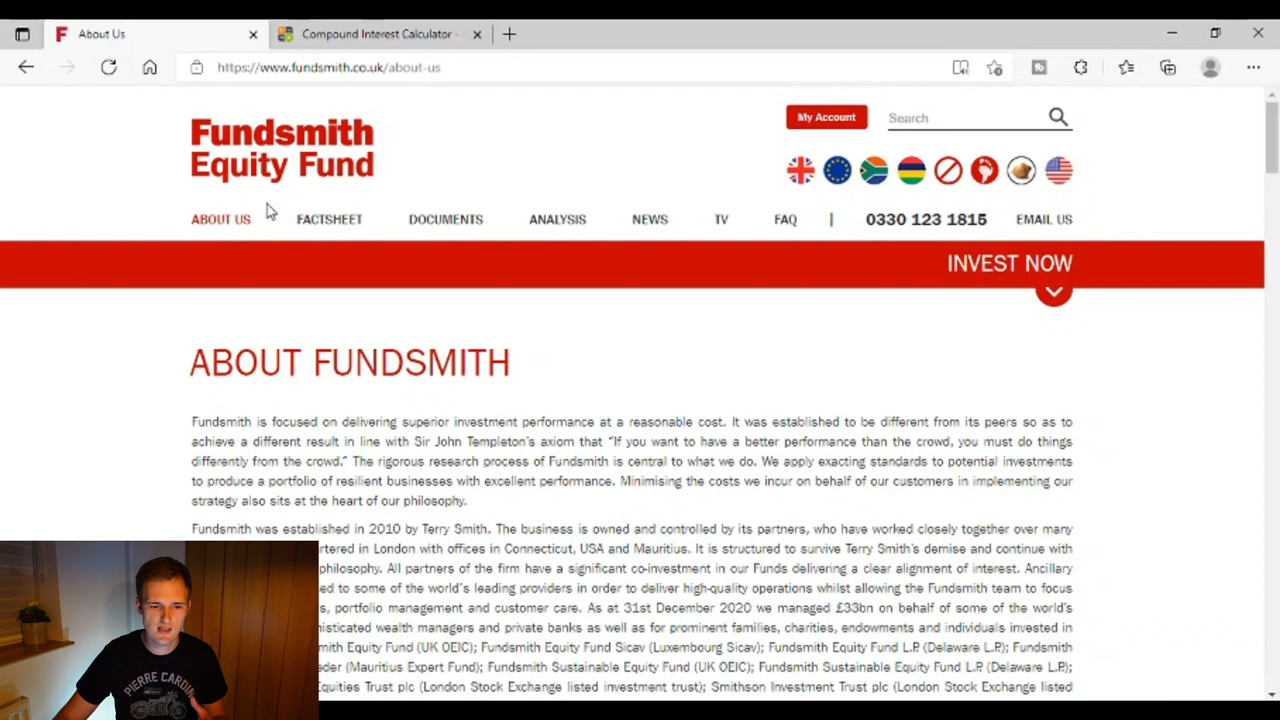 About Us
Compound Interest Calculator -
https://www.fundsmith.co.uk/about-us
Fundsmith
Equity Fund
My Account
Search
ABOUT US
FACTSHEET
DOCUMENTS
ANALYSIS
NEWS
TV
FAQ
|
0330 123 1815
EMAIL US
INVEST NOW
ABOUT FUNDSMITH
Fundsmith is focused on delivering superior investment performance at a reasonable cost. It was established to be different from its peers so as to
achieve a different result in line with Sir John Templeton's axiom that “If you want to have a better performance than the crowd, you must do things
differently from the crowd.” The rigorous research process of Fundsmith is central to what we do. We apply exacting standards to potential investments
to produce a portfolio of resilient businesses with excellent performance. Minimising the costs we incur on behalf of our customers in implementing our
strategy also sits at the heart of our philosophy.
Fundsmith was established in 2010 by Terry Smith. The business is owned and controlled by its partners, who have worked closely together over many
rtered in London with offices in Connecticut, USA and Mauritius. It is structured to survive Terry Smith's demise and continue with
philosophy. All partners of the firm have a significant co-investment in our Funds delivering a clear alignment of interest. Ancillary
ed to some of the world's leading providers in order to deliver high-quality operations whilst allowing the Fundsmith team to focus
s, portfolio management and customer care. As at 31st December 2020 we managed £33bn on behalf of some of the world's
histicated wealth managers and private banks as well as for prominent families, charities, endowments and individuals invested in
mith Equity Fund (UK OEIC); Fundsmith Equity Fund Sicav (Luxembourg Sicav); Fundsmith Equity Fund L.P. (Delaware L.P.); Fundsmith
eder (Mauritius Expert Fund); Fundsmith Sustainable Equity Fund (UK OEIC); Fundsmith Sustainable Equity Fund L.P. (Delaware L.P.);
Equities Trust plc (London Stock Exchange listed investment trust); Smithson Investment Trust plc (London Stock Exchange listed
PIERRE CARDIN